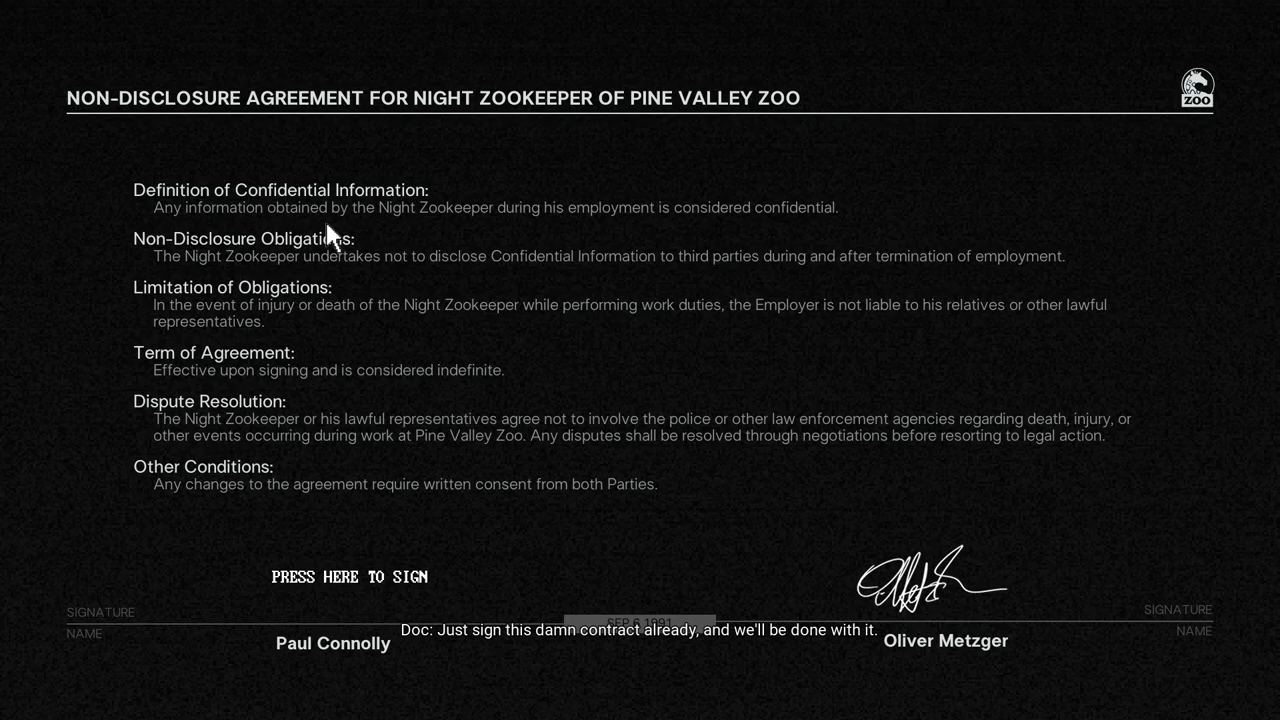 NON-DISCLOSURE AGREEMENT FOR NIGHT ZOOKEEPER OF PINE VALLEY ZOO
ZOO
Definition of Confidential Information:
Any information obtained by the Night Zookeeper during his employment is considered confidential.
Non-Disclosure Obligations:
The Night Zookeeper undertakes not to disclose Confidential Information to third parties during and after termination of employment.
Limitation of Obligations:
In the event of injury or death of the Night Zookeeper while performing work duties, the Employer is not liable to his relatives or other lawful
representatives.
Term of Agreement:
Effective upon signing and is considered indefinite.
Dispute Resolution:
The Night Zookeeper or his lawful representatives agree not to involve the police or other law enforcement agencies regarding death, injury, or
other events occurring during work at Pine Valley Zoo. Any disputes shall be resolved through negotiations before resorting to legal action.
Other Conditions:
Any changes to the agreement require written consent from both Parties.
PRESS HERE TO SIGN
SIGNATURE
SIGNATURE
SEP 6 1991
NAME
NAME
Doc: Just sign this damn contract already, and we'll be done with it.
Paul Connolly
Oliver Metzger